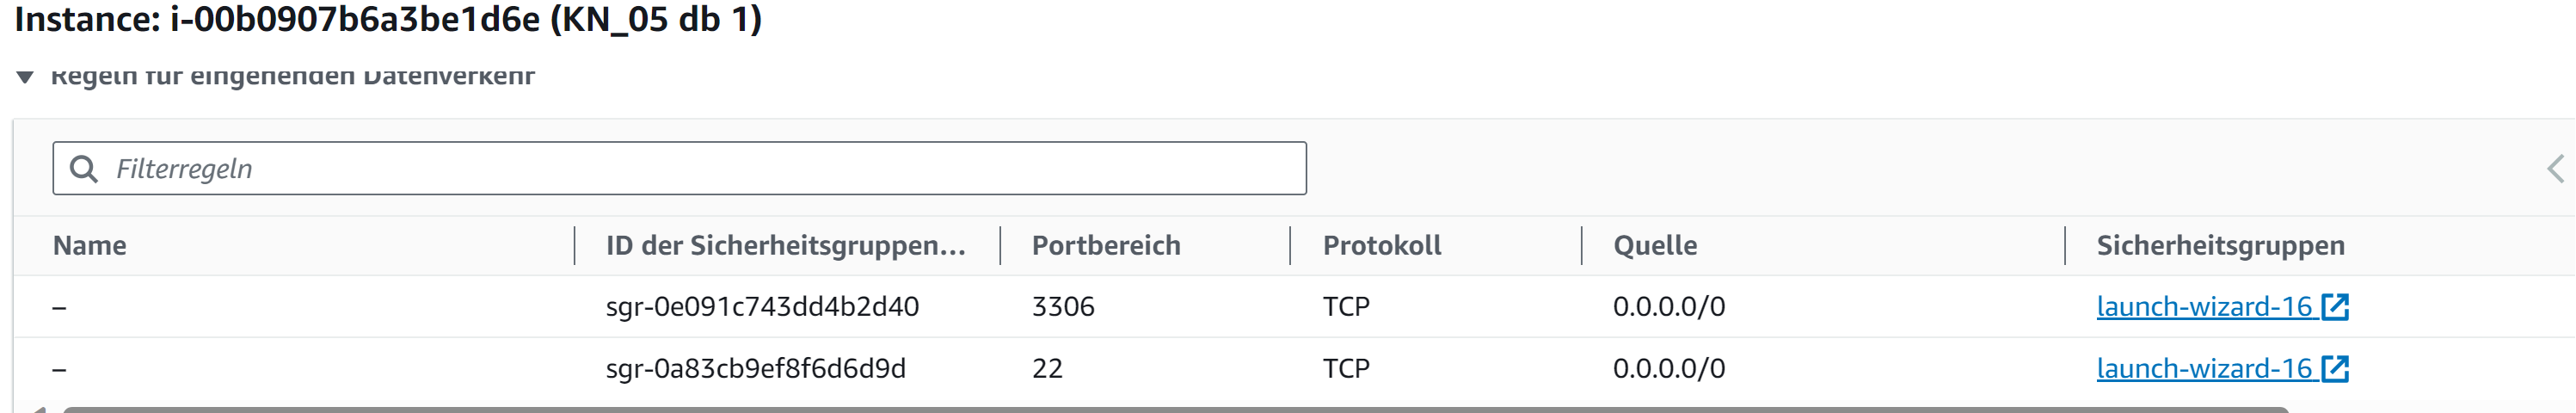 Instance: i-00b0907b6a3be1d6e (KN_05 db 1)
Regeln für eingehenden Datenverkehr
Filterregeln
Name ID der Sicherheitsgruppen... Portbereich Protokoll Quelle Sicherheitsgruppen
– sgr-0e091c743dd4b2d40 3306 TCP 0.0.0.0/0 launch-wizard-16
– sgr-0a83cb9ef8f6d6d9d 22 TCP 0.0.0.0/0 launch-wizard-16